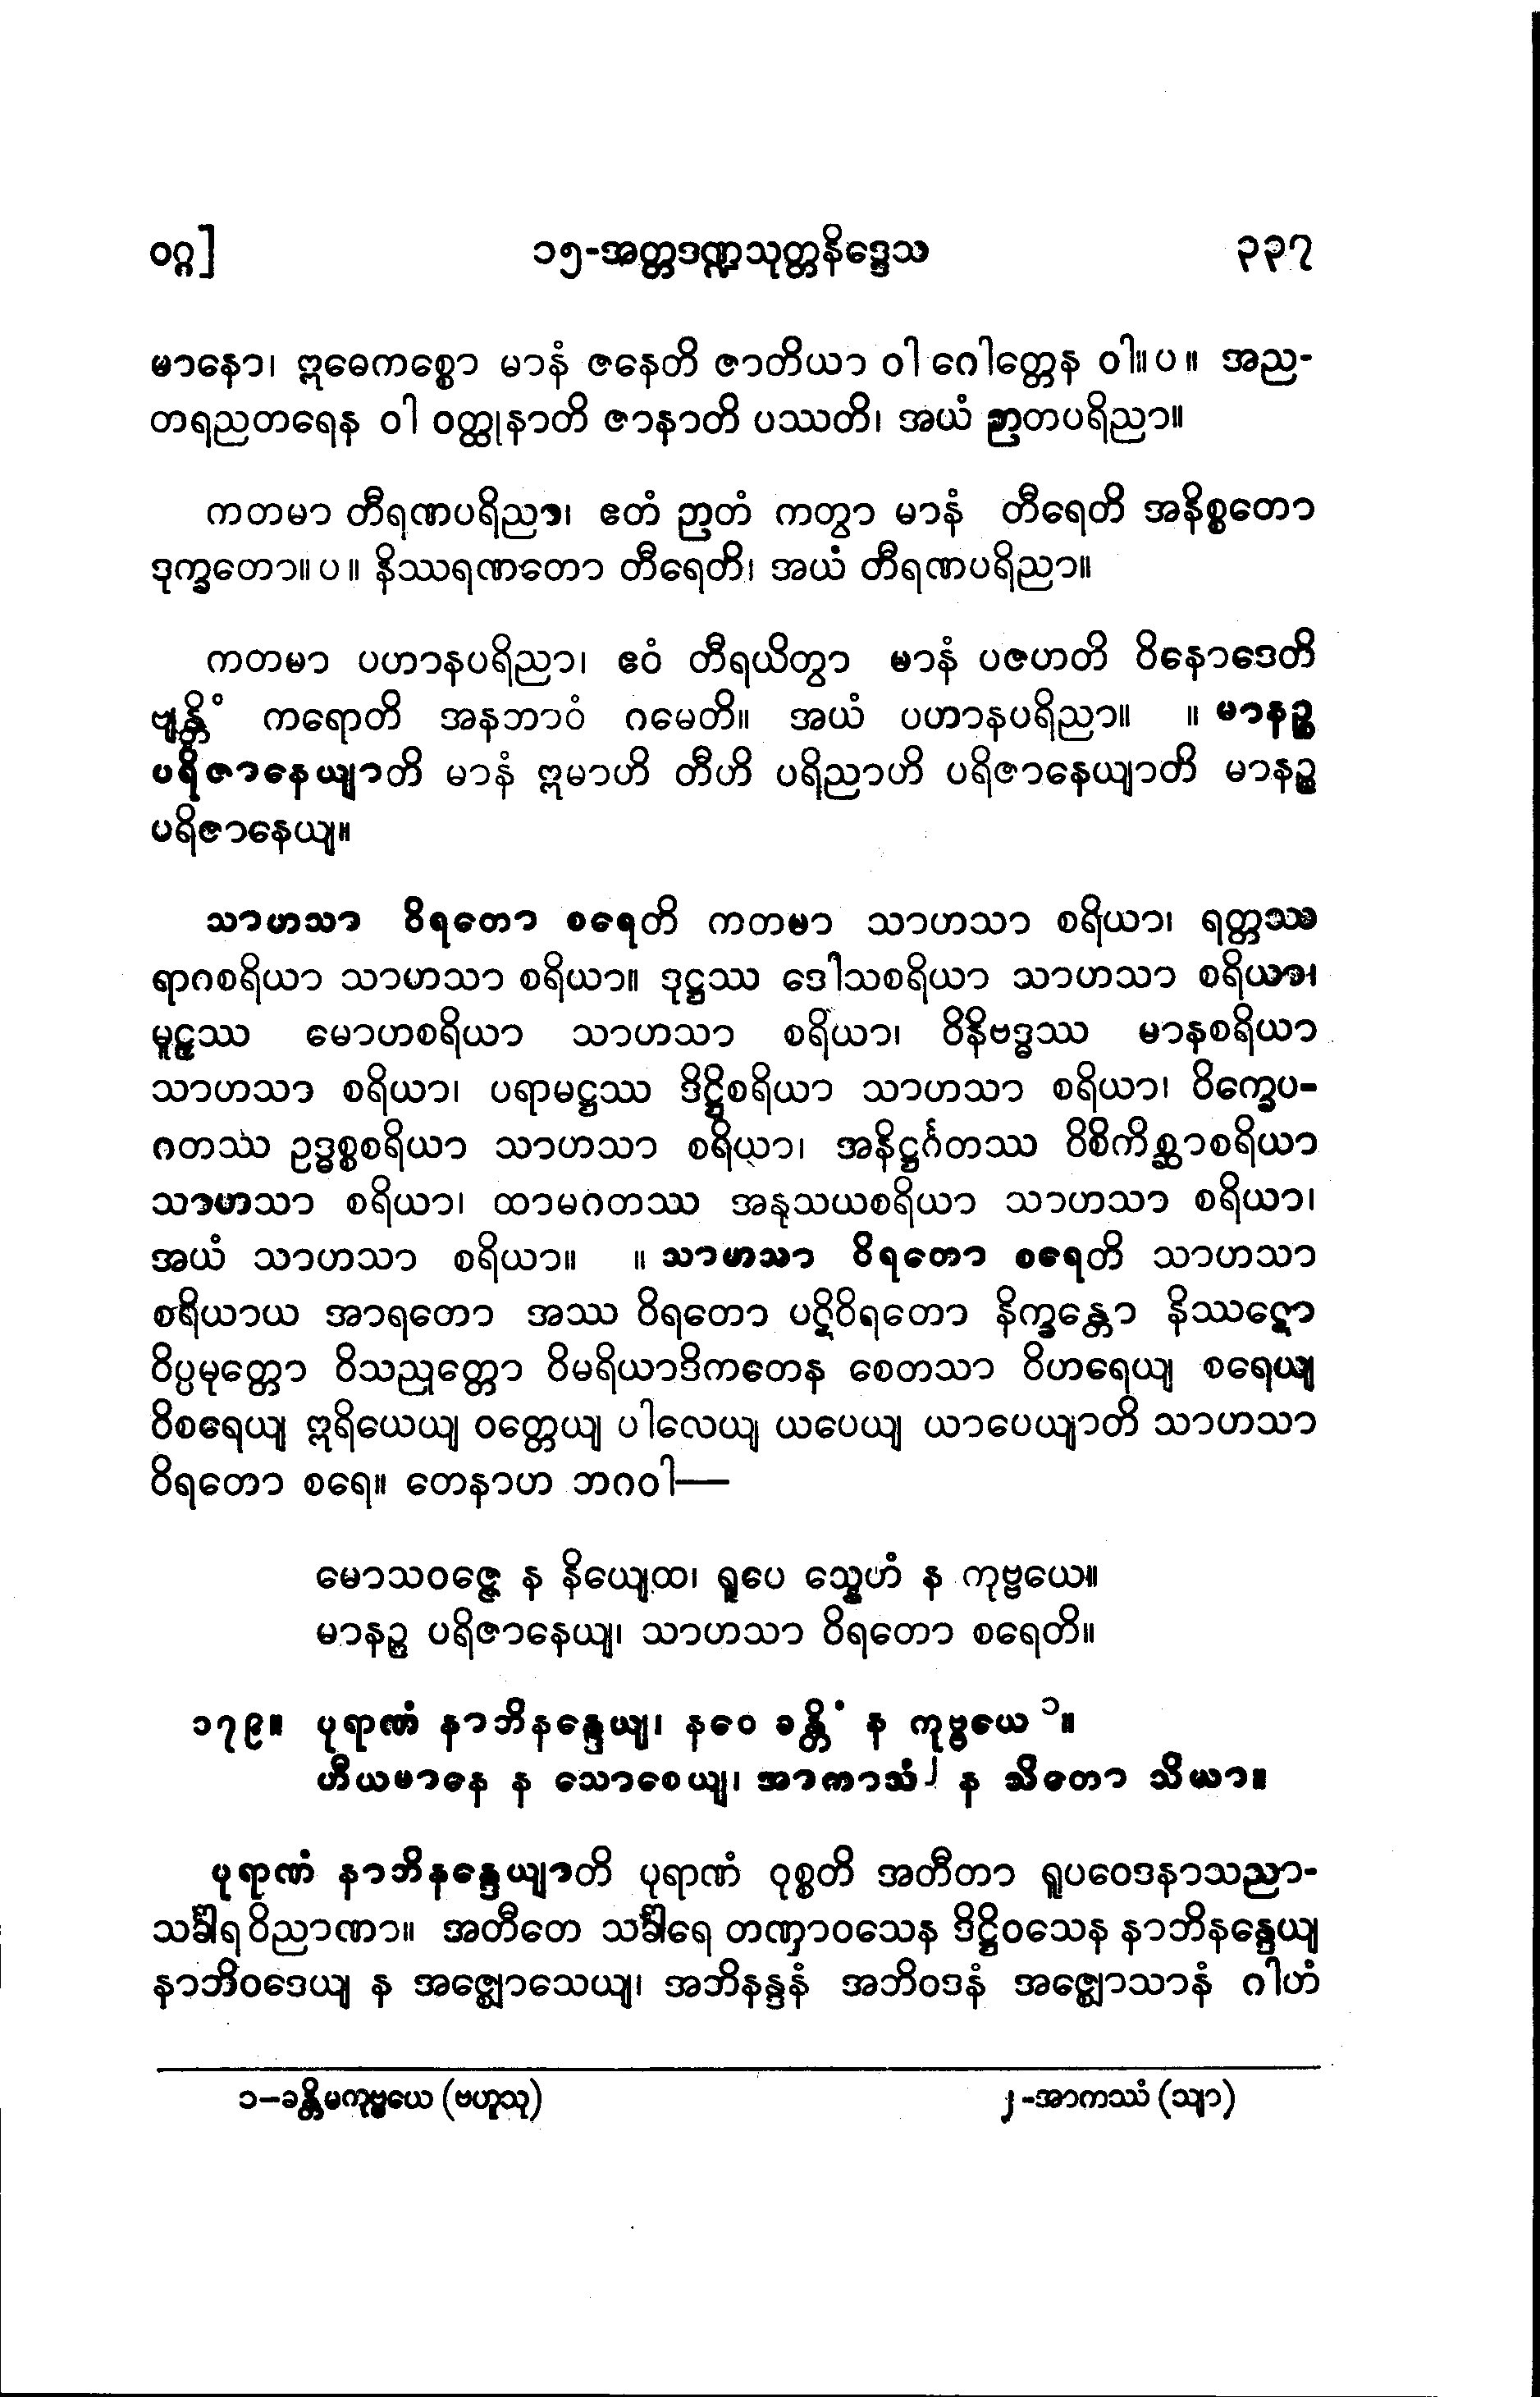 ဝဂ္ဂ]
၁၅-အတ္တဒဏ္ဍသုတ္တနိဒ္ဒေသ
၃၃၇
မာနော၊ ဣဓေကစ္စော မာနံ ဇနေတိ ဇာတိယာ ဝါ ဂေါတ္တေန ဝါ။ ပ ။ အည-
တရညတရေန ဝါ ဝတ္ထုနာတိ ဇာနာတိ ပဿတိ၊ အယံ ဉာတပရိညာ။
ကတမာ တီရဏပရိညာ၊ ဧတံ ဉာတံ ကတွာ မာနံ တီရေတိ အနိစ္စတော
ဒုက္ခတော။ ပ ။ နိဿရဏတော တီရေတိ၊ အယံ တီရဏပရိညာ။
ကတမာ ပဟာနပရိညာ၊ ဧဝံ တီရယိတွာ မာနံ ပဇဟတိ ဝိနောဒေတိ
ဗျန္တိံ ကရောတိ အနဘာဝံ ဂမေတိ။ အယံ ပဟာနပရိညာ။ ။ မာနဉ္စ
ပရိဇာနေယျာတိ မာနံ ဣမာဟိ တီဟိ ပရိညာဟိ ပရိဇာနေယျာတိ မာနဉ္စ
ပရိဇာနေယျ။
သာဟသာ ဝိရတော စရေတိ ကတမာ သာဟသာ စရိယာ၊ ရတ္တဿ
ရာဂစရိယာ သာဟသာ စရိယာ။ ဒုဋ္ဌဿ ဒေါသစရိယာ သာဟသာ စရိယာ၊
မူဠှဿ မောဟစရိယာ သာဟသာ စရိယာ၊ ဝိနိဗဒ္ဓဿ မာနစရိယာ
သာဟသာ စရိယာ၊ ပရာမဋ္ဌဿ ဒိဋ္ဌိစရိယာ သာဟသာ စရိယာ၊ ဝိက္ခေပ-
ဂတဿ ဥဒ္ဓစ္စစရိယာ သာဟသာ စရိယာ၊ အနိဋ္ဌင်္ဂတဿ ဝိစိကိစ္ဆာစရိယာ
သာဟသာ စရိယာ၊ ထာမဂတဿ အနုသယစရိယာ သာဟသာ စရိယာ၊
အယံ သာဟသာ စရိယာ။ ။ သာဟသာ ဝိရတော စရေတိ သာဟသာ
စရိယာယ အာရတော အဿ ဝိရတော ပဋိဝိရတော နိက္ခန္တော နိဿဋော
ဝိပ္ပမုတ္တော ဝိသညုတ္တော ဝိမရိယာဒိကတေန စေတသာ ဝိဟရေယျ စရေယျ
ဝိစရေယျ ဣရိယေယျ ဝတ္တေယျ ပါလေယျ ယပေယျ ယာပေယျာတိ သာဟသာ
ဝိရတော စရေ။ တေနာဟ ဘဂဝါ—
မောသဝဇ္ဇေ န နိယျေထ၊ ရူပေ သ္နေဟံ န ကုဗ္ဗယေ။
မာနဉ္စ ပရိဇာနေယျ၊ သာဟသာ ဝိရတော စရေတိ။
၁၇၉။ ပုရာဏံ နာဘိနန္ဒေယျ၊ နဝေ ခန္တိံ န ကုဗ္ဗယေ ၁။
ဟိယမာနေ န သောစေယျ၊ အာကာသံ ၂ န သိတော သိယာ။
ပုရာဏံ နာဘိနန္ဒေယျာတိ ပုရာဏံ ဝုစ္စတိ အတီတာ ရူပဝေဒနာသညာ-
သင်္ခါရဝိညာဏာ။ အတီတေ သင်္ခါရေ တဏှာဝသေန ဒိဋ္ဌိဝသေန နာဘိနန္ဒေယျ
နာဘိဝဒေယျ န အဇ္ဈောသေယျ၊ အဘိနန္ဒနံ အဘိဝဒနံ အဇ္ဈောသာနံ ဂါဟံ
၁–ခန္တိမကုဗ္ဗယေ (ဗဟူသု)
၂-အာကဿံ (သျာ)